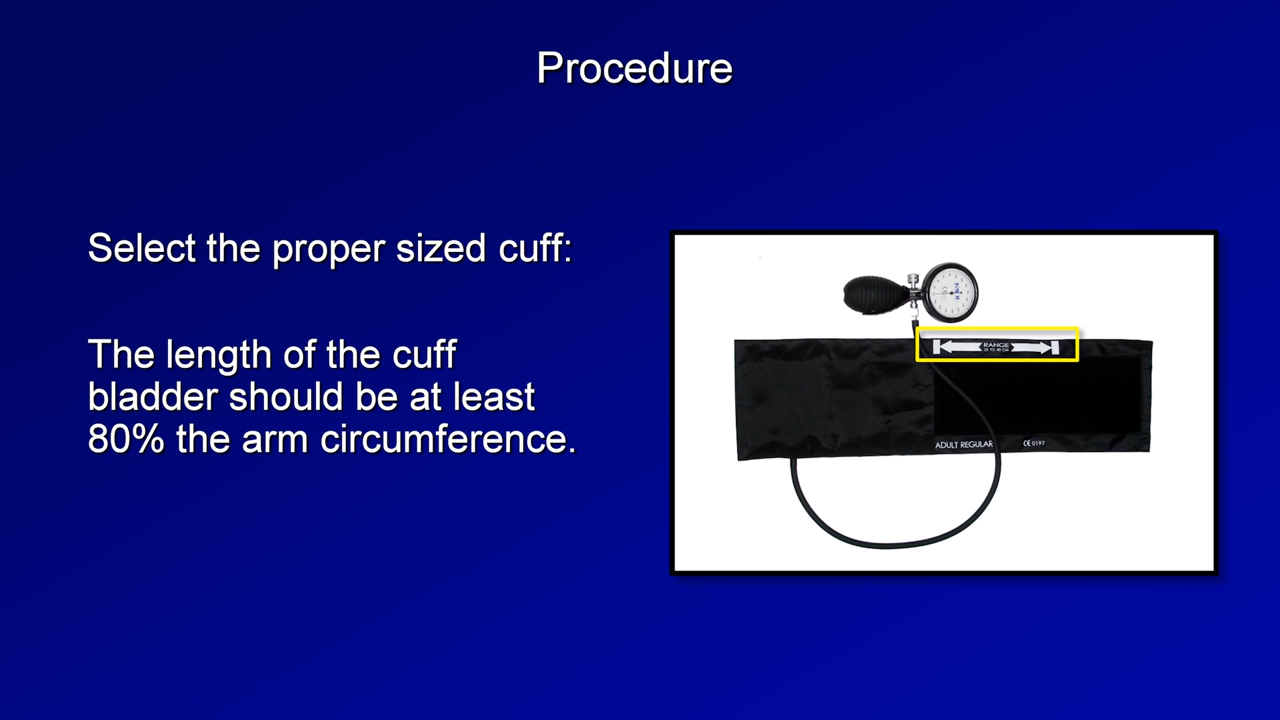 Procedure
Select the proper sized cuff:
The length of the cuff
bladder should be at least
80% the arm circumference.
RANGE
ADULT REGULAR
CE 0197